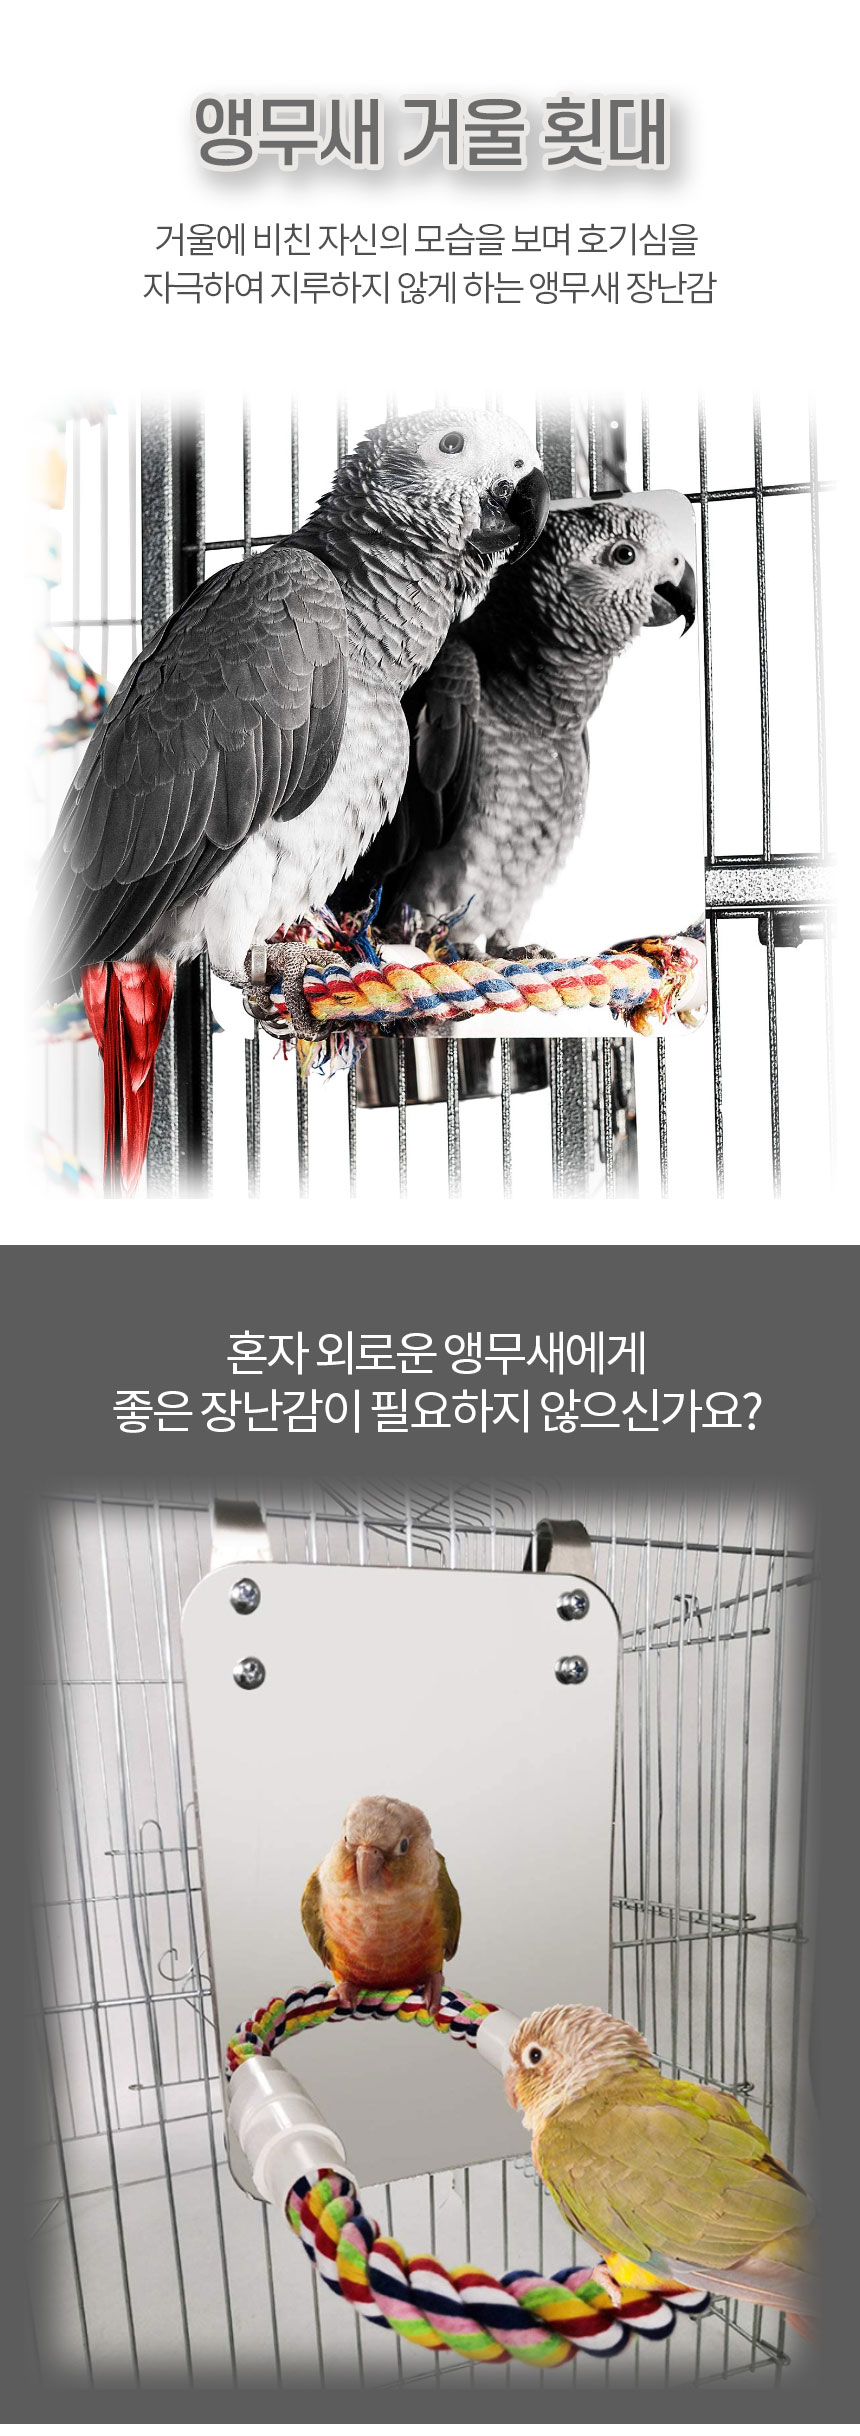 앵무새 거울 횟대
거울에 비친 자신의 모습을 보며 호기심을
자극하여 지루하지 않게 하는 앵무새 장난감
혼자 외로운 앵무새에게
좋은 장난감이 필요하지 않으신가요?